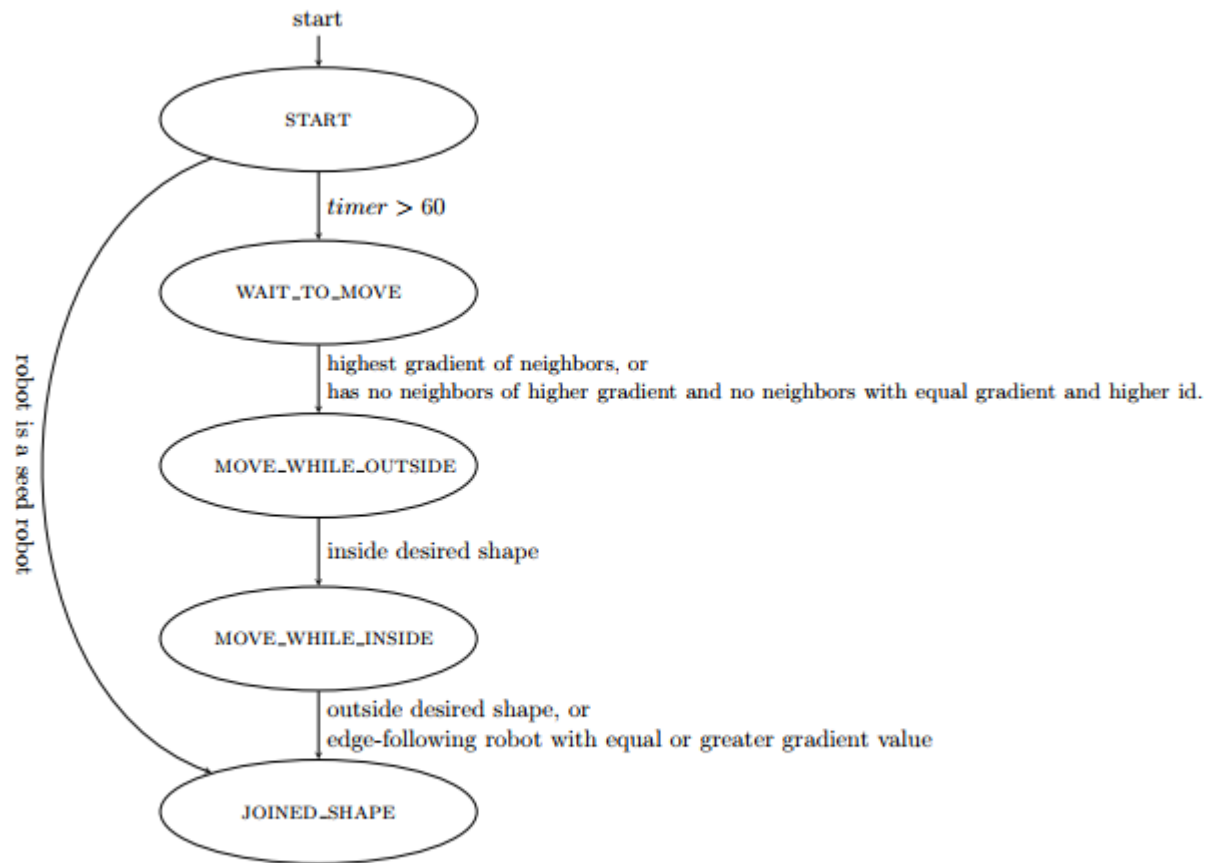 start
START
timer > 60
WAIT_TO_MOVE
highest gradient of neighbors, or
has no neighbors of higher gradient and no neighbors with equal gradient and higher id.
robot is a seed robot
MOVE_WHILE_OUTSIDE
inside desired shape
MOVE_WHILE_INSIDE
outside desired shape, or
edge-following robot with equal or greater gradient value
JOINED_SHAPE